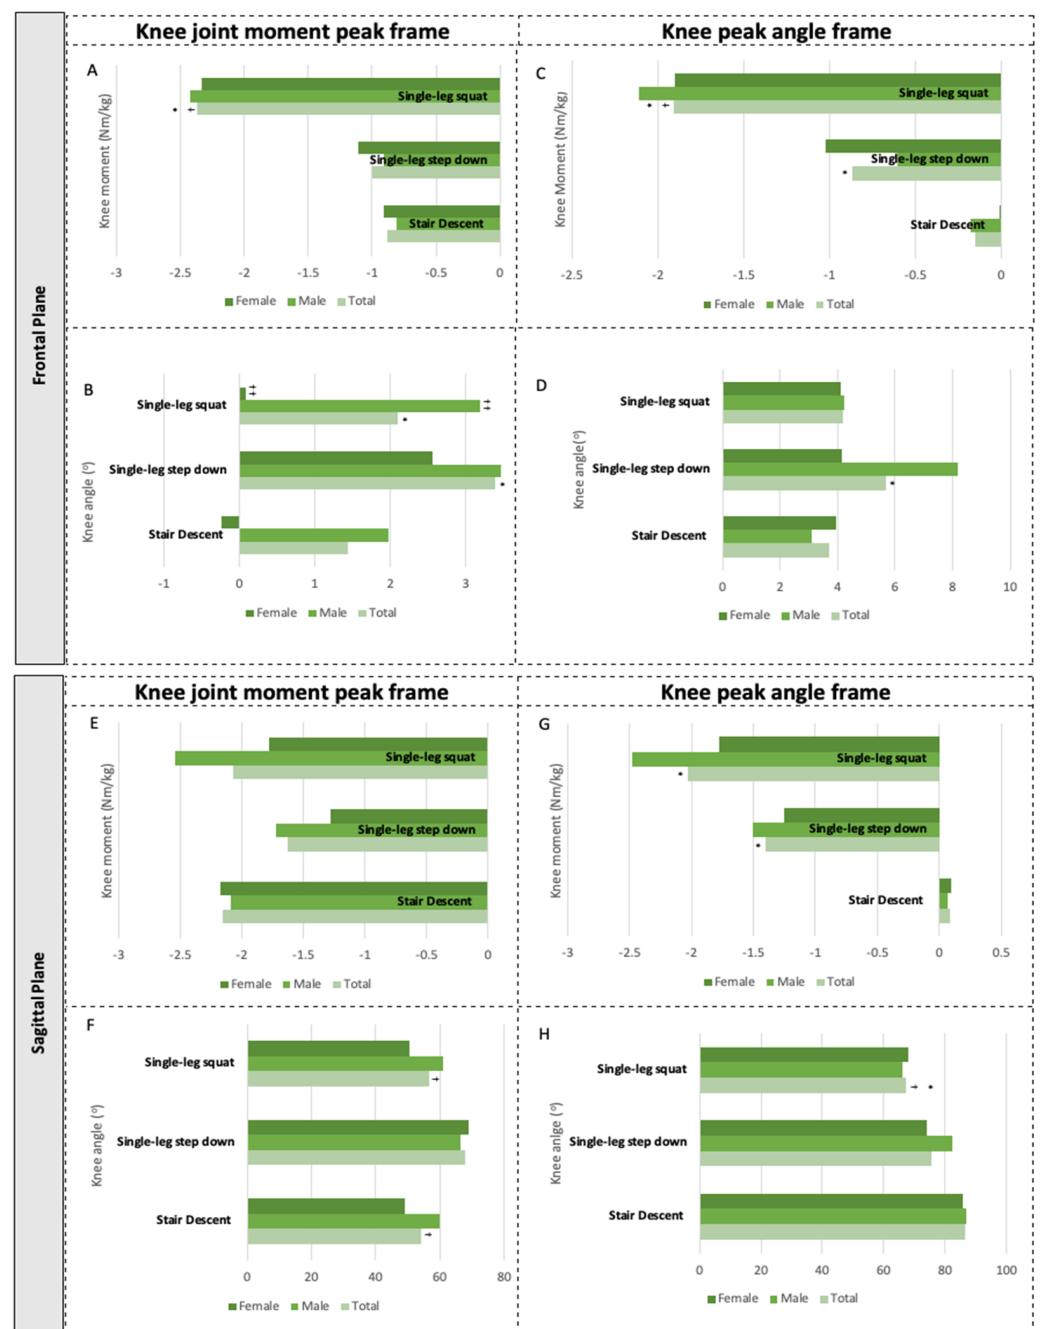 Frontal Plane
Knee joint moment peak frame
Knee peak angle frame
A
Knee moment (Nm/kg)
Single-leg squat
* †
Single-leg step down
Stair Descent
-3 -2.5 -2 -1.5 -1 -0.5 0
Female Male Total
C
Knee Moment (Nm/kg)
Single-leg squat
* †
Single-leg step down
*
Stair Descent
-2.5 -2 -1.5 -1 -0.5 0
Female Male Total
B
Knee angle (º)
Single-leg squat
*
Single-leg step down
*
Stair Descent
-1 0 1 2 3
Female Male Total
D
Knee angle(º)
Single-leg squat
Single-leg step down
*
Stair Descent
0 2 4 6 8 10
Female Male Total
Sagittal Plane
Knee joint moment peak frame
Knee peak angle frame
E
Knee moment (Nm/kg)
Single-leg squat
Single-leg step down
Stair Descent
-3 -2.5 -2 -1.5 -1 -0.5 0
Female Male Total
G
Knee moment (Nm/kg)
Single-leg squat
*
Single-leg step down
*
Stair Descent
-3 -2.5 -2 -1.5 -1 -0.5 0 0.5
Female Male Total
F
Knee angle (º)
Single-leg squat
†
Single-leg step down
Stair Descent
†
0 20 40 60 80
Female Male Total
H
Knee anlge (º)
Single-leg squat
† *
Single-leg step down
Stair Descent
0 20 40 60 80 100
Female Male Total